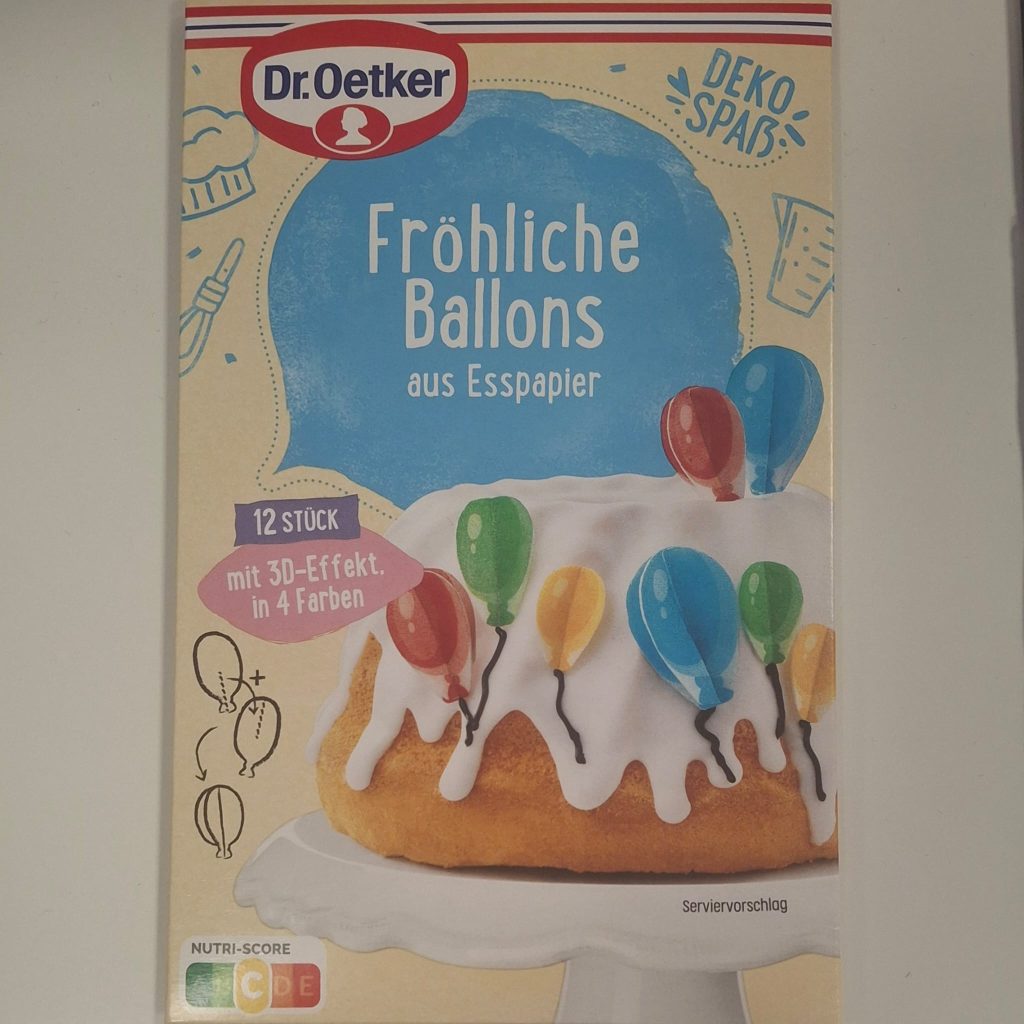 Dr.Oetker
DEKO
SPAß
Fröhliche
Ballons
aus Esspapier
12 STÜCK
mit 3D-Effekt.
in 4 Farben
+
Serviervorschlag
NUTRI-SCORE
C D E